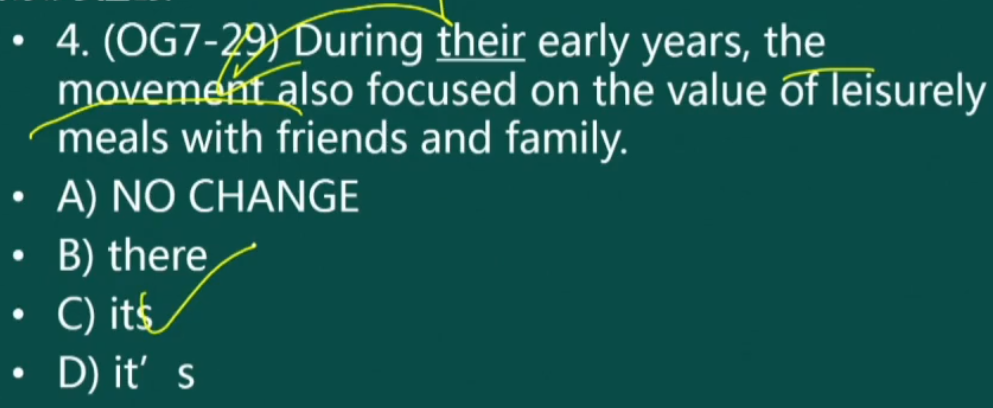 • 4. (OG7-29) During their early years, the
movement also focused on the value of leisurely
meals with friends and family.
• A) NO CHANGE
• B) there
• C) its
• D) it' s